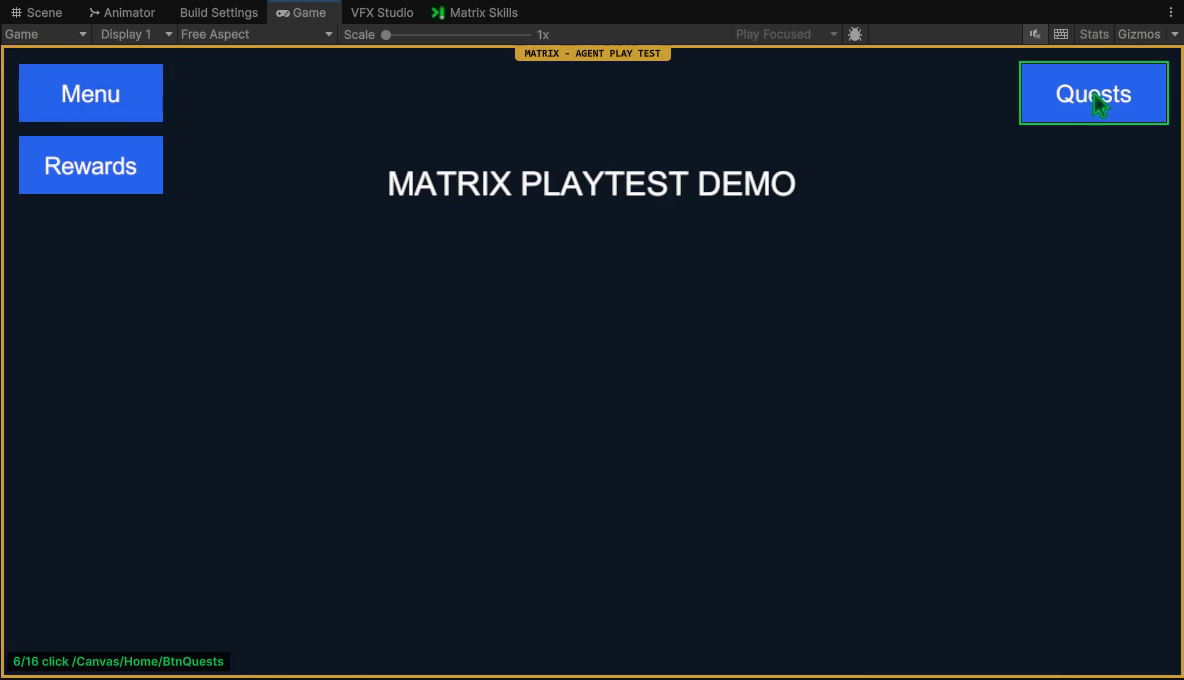 Scene Animator Build Settings Game VFX Studio Matrix Skills
Game Display 1 Free Aspect Scale 1x Play Focused Stats Gizmos
MATRIX - AGENT PLAY TEST
Menu
Quests
Rewards
MATRIX PLAYTEST DEMO
6/16 click /Canvas/Home/BtnQuests